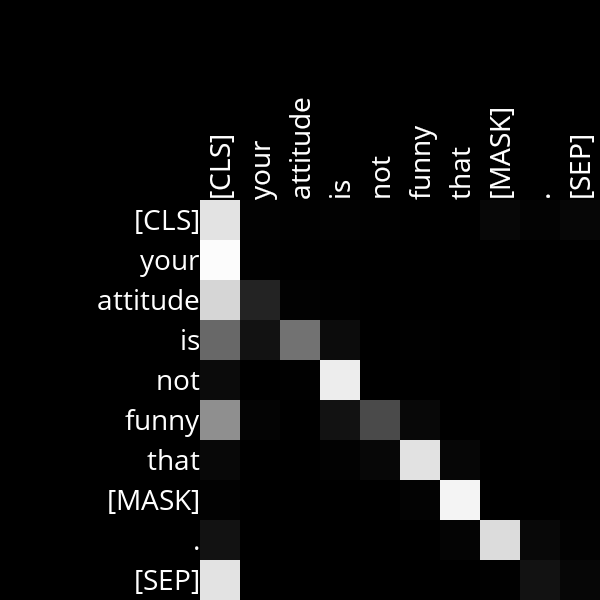 [CLS] your attitude is not funny that [MASK] . [SEP]
[CLS]
your
attitude
is
not
funny
that
[MASK]
.
[SEP]